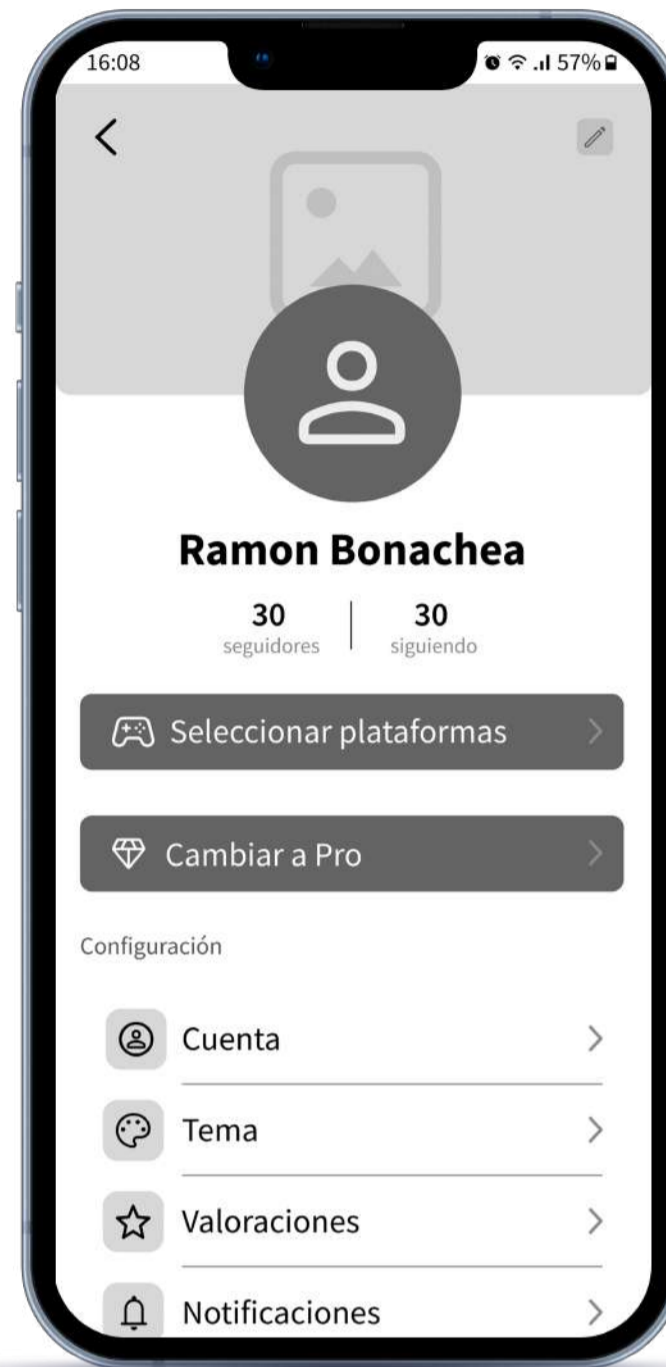 16:08 57%
Ramon Bonachea
30 30
seguidores siguiendo
Seleccionar plataformas
Cambiar a Pro
Configuración
Cuenta
Tema
Valoraciones
Notificaciones